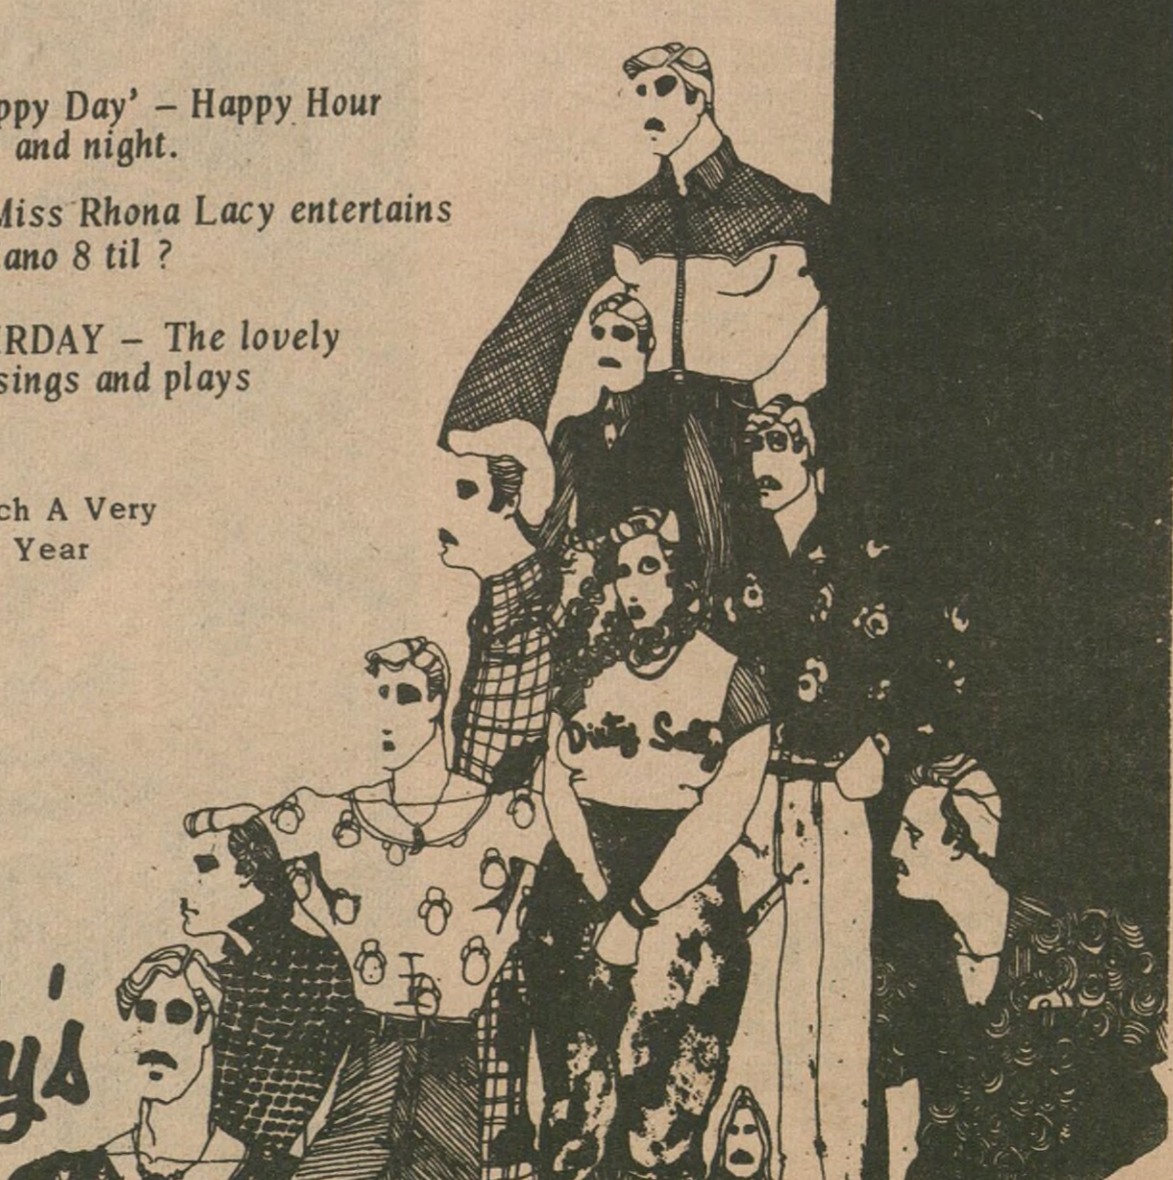 ppy Day' – Happy Hour
and night.
Miss Rhona Lacy entertains
ano 8 til ?
RDAY – The lovely
sings and plays
ch A Very
Year
Dirty Sally
y's